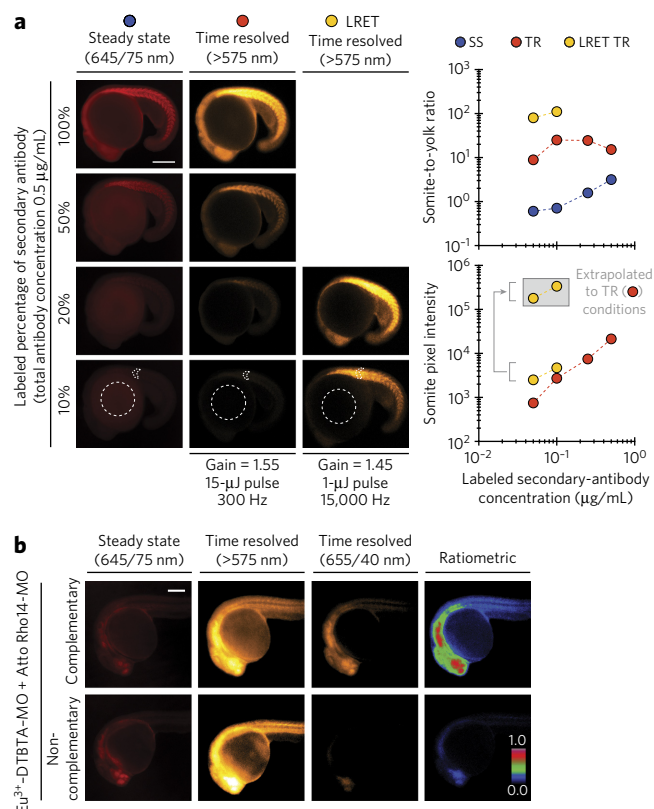 a
Steady state
(645/75 nm)
Time resolved
(>575 nm)
LRET
Time resolved
(>575 nm)
Labeled percentage of secondary antibody
(total antibody concentration 0.5 μg/mL)
100%
50%
20%
10%
Gain = 1.55
15-μJ pulse
300 Hz
Gain = 1.45
1-μJ pulse
15,000 Hz
SS TR LRET TR
Somite-to-yolk ratio
10³
10²
10¹
10⁰
10⁻¹
Somite pixel intensity
10⁶
10⁵
10⁴
10³
10²
Extrapolated
to TR ( )
conditions
10⁻² 10⁻¹ 10⁰
Labeled secondary-antibody
concentration (μg/mL)
b
Steady state
(645/75 nm)
Time resolved
(>575 nm)
Time resolved
(655/40 nm)
Ratiometric
Eu³⁺-DTBTA-MO + Atto Rho14-MO
Complementary
Non-
complementary
1.0
0.0